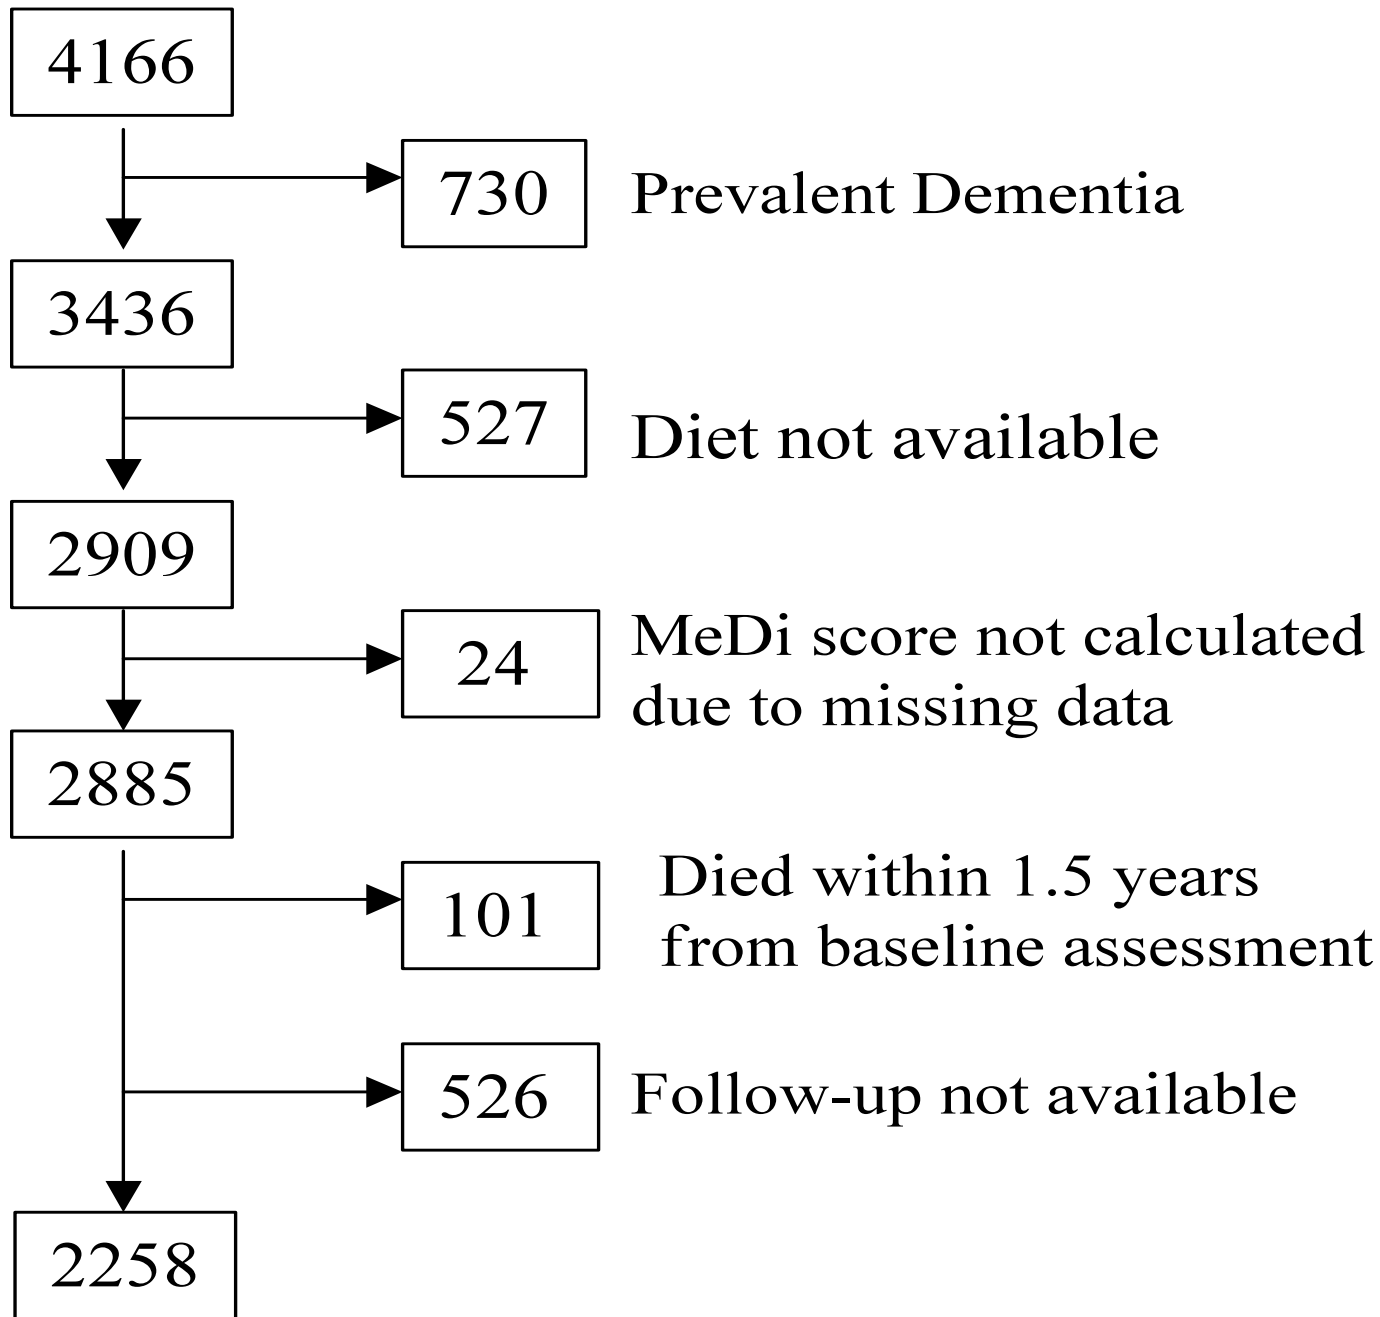 4166
730
Prevalent Dementia
3436
527
Diet not available
2909
24
MeDi score not calculated
due to missing data
2885
101
Died within 1.5 years
from baseline assessment
526
Follow-up not available
2258